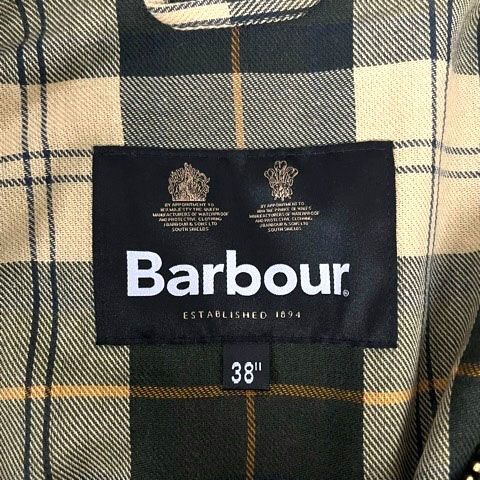 BY APPOINTMENT TO
H M MAJESTY THE QUEEN
MANUFACTURERS OF WATERPROOF
AND PROTECTIVE CLOTHING
J BARBOUR & SONS LTD
SOUTH SHIELDS
BY APPOINTMENT TO
HRH THE PRINCE OF WALES
MANUFACTURERS OF WATERPROOF
AND PROTECTIVE CLOTHING
J BARBOUR & SONS LTD
SOUTH SHIELDS
Barbour®
ESTABLISHED 1894
38"